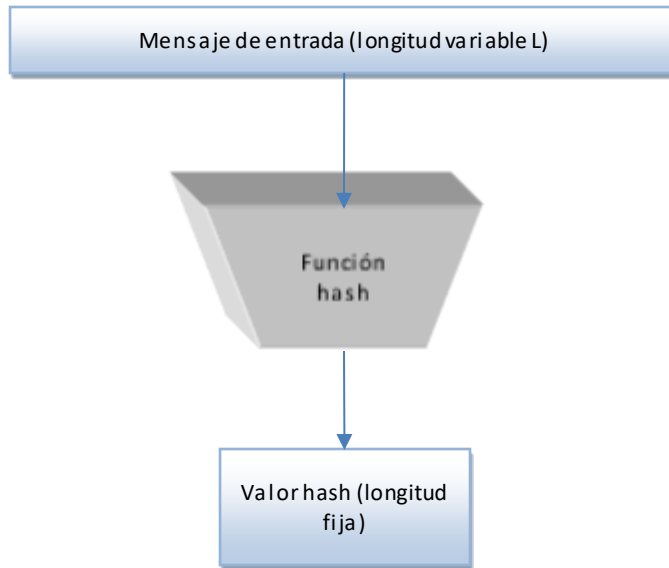 Mensaje de entrada (longitud variable L)
Función
hash
Valor hash (longitud
fija)